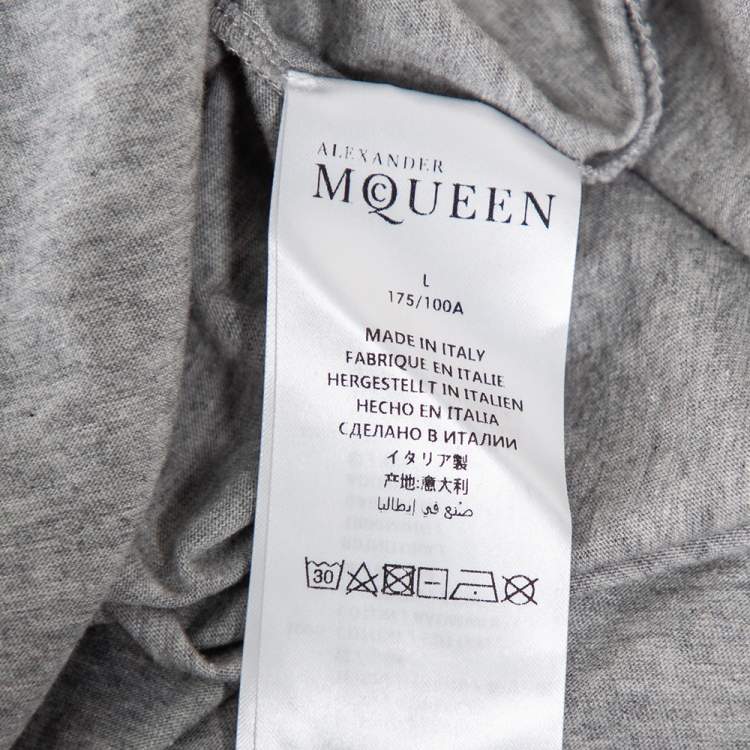 ALEXANDER
MCQUEEN
L
175/100A
MADE IN ITALY
FABRIQUE EN ITALIE
HERGESTELLT IN ITALIEN
HECHO EN ITALIA
СДЕЛАНО В ИТАЛИИ
イタリア製
产地:意大利
صنع في إيطاليا
30